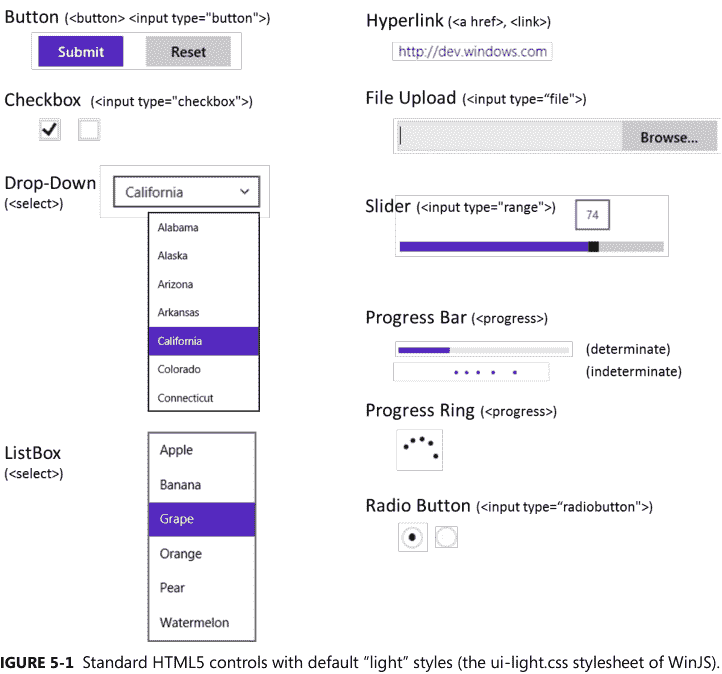 Button (<button> <input type="button">)
Submit
Reset
Checkbox (<input type="checkbox">)
Drop-Down
(<select>)
California
Alabama
Alaska
Arizona
Arkansas
California
Colorado
Connecticut
ListBox
(<select>)
Apple
Banana
Grape
Orange
Pear
Watermelon
Hyperlink (<a href>, <link>)
http://dev.windows.com
File Upload (<input type=“file">)
Browse...
Slider (<input type="range">)
74
Progress Bar (<progress>)
(determinate)
(indeterminate)
Progress Ring (<progress>)
Radio Button (<input type=“radiobutton">)
IGURE 5-1 Standard HTML5 controls with default “light” styles (the ui-light.css stylesheet of WinJS).